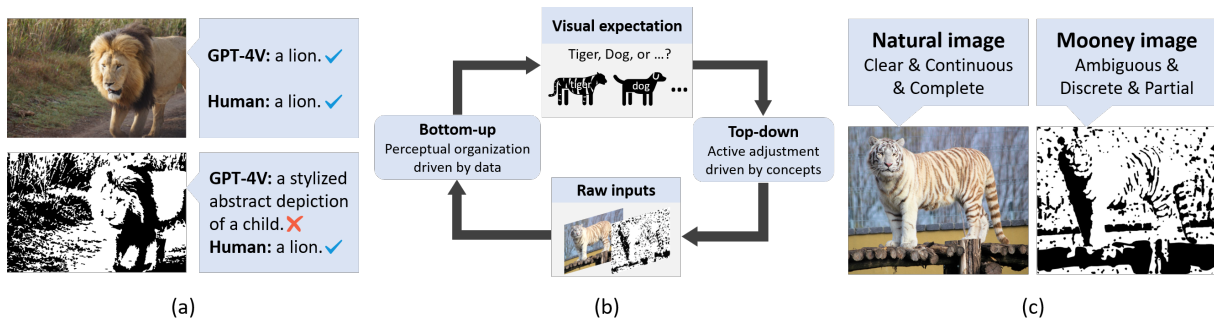 GPT-4V: a lion. ✓
Human: a lion. ✓
GPT-4V: a stylized
abstract depiction
of a child. ✗
Human: a lion. ✓
(a)
Visual expectation
Tiger, Dog, or ...?
tiger
dog
...
Bottom-up
Perceptual organization
driven by data
Top-down
Active adjustment
driven by concepts
Raw inputs
(b)
Natural image
Clear & Continuous
& Complete
Mooney image
Ambiguous &
Discrete & Partial
(c)